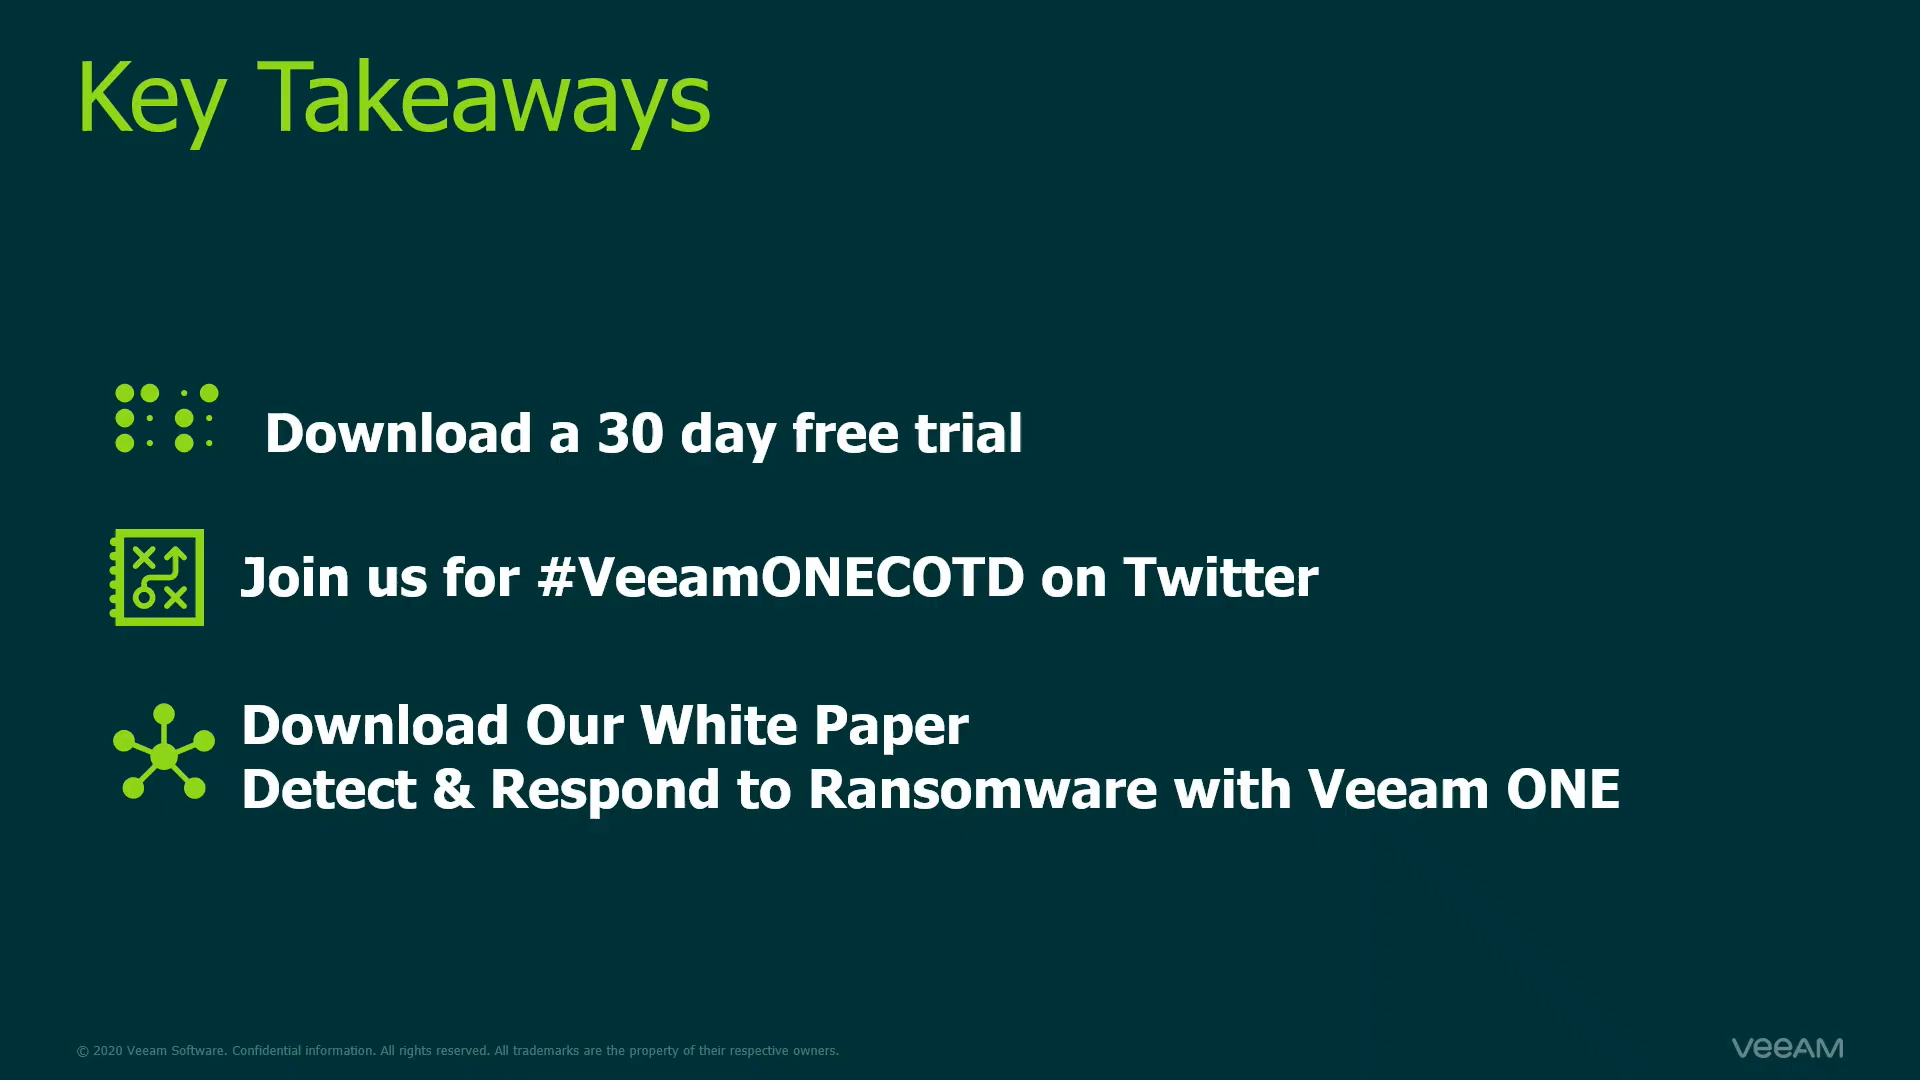 Key Takeaways
Download a 30 day free trial
Join us for #VeeamONECOTD on Twitter
Download Our White Paper
Detect & Respond to Ransomware with Veeam ONE
© 2020 Veeam Software. Confidential information. All rights reserved. All trademarks are the property of their respective owners.
veeAM